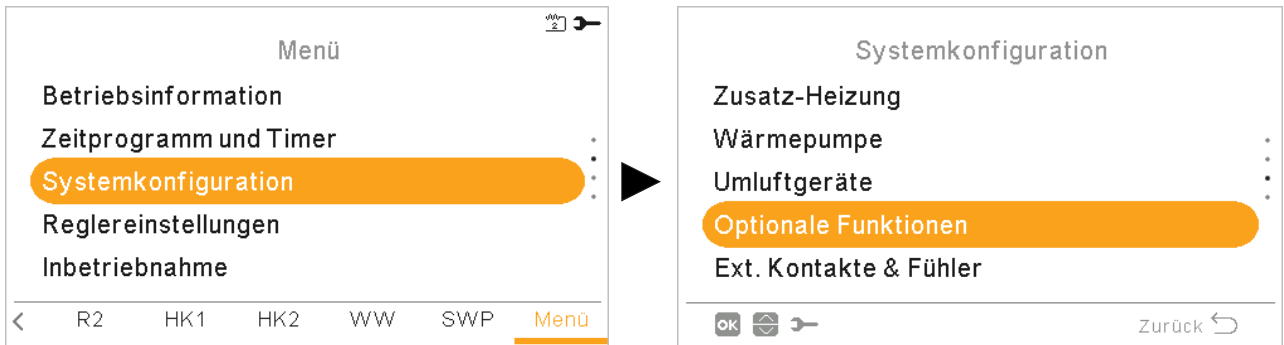 2
Menü
Betriebsinformation
Zeitprogramm und Timer
Systemkonfiguration
Reglereinstellungen
Inbetriebnahme
< R2 HK1 HK2 WW SWP Menü
Systemkonfiguration
Zusatz-Heizung
Wärmepumpe
Umluftgeräte
Optionale Funktionen
Ext. Kontakte & Fühler
OK Zurück